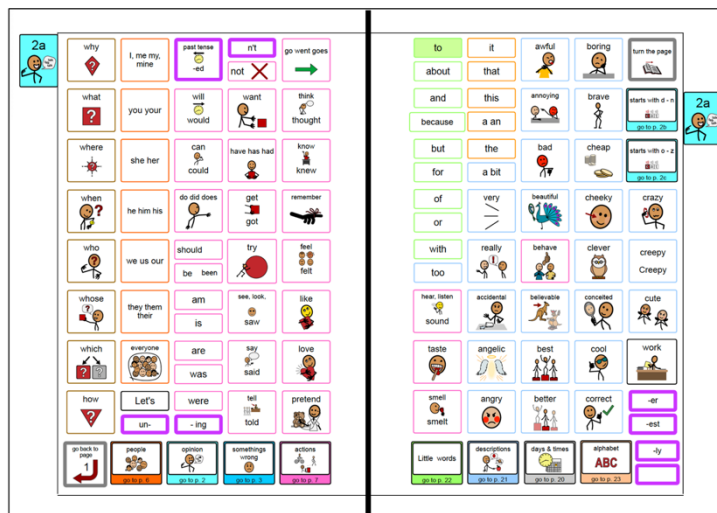 2a
why
I, me my,
mine
past tense
-ed
n't
not
go went goes
what
you your
will
would
want
think
thought
where
she her
can
could
have has had
know
knew
when
he him his
do did does
get
got
remember
who
we us our
should
be been
try
feel
felt
whose
they them
their
am
is
see, look,
saw
like
which
everyone
are
was
say
said
love
how
Let's
un-
were
- ing
tell
told
pretend
go back to
page
1
people
go to p. 6
opinion
go to p. 2
somethings
wrong
go to p. 3
actions
go to p. 7
to
about
it
that
awful
boring
turn the page
and
because
this
a an
annoying
brave
starts with d - n
go to p. 2b
2a
but
for
the
a bit
bad
cheap
starts with o - z
go to p. 2c
of
or
very
beautiful
cheeky
crazy
with
too
really
behave
clever
creepy
Creepy
hear, listen
sound
accidental
believable
conceited
cute
taste
angelic
best
cool
work
smell
smelt
angry
better
correct
-er
-est
Little words
go to p. 22
descriptions
go to p. 21
days & times
go to p. 20
alphabet
ABC
go to p. 23
-ly